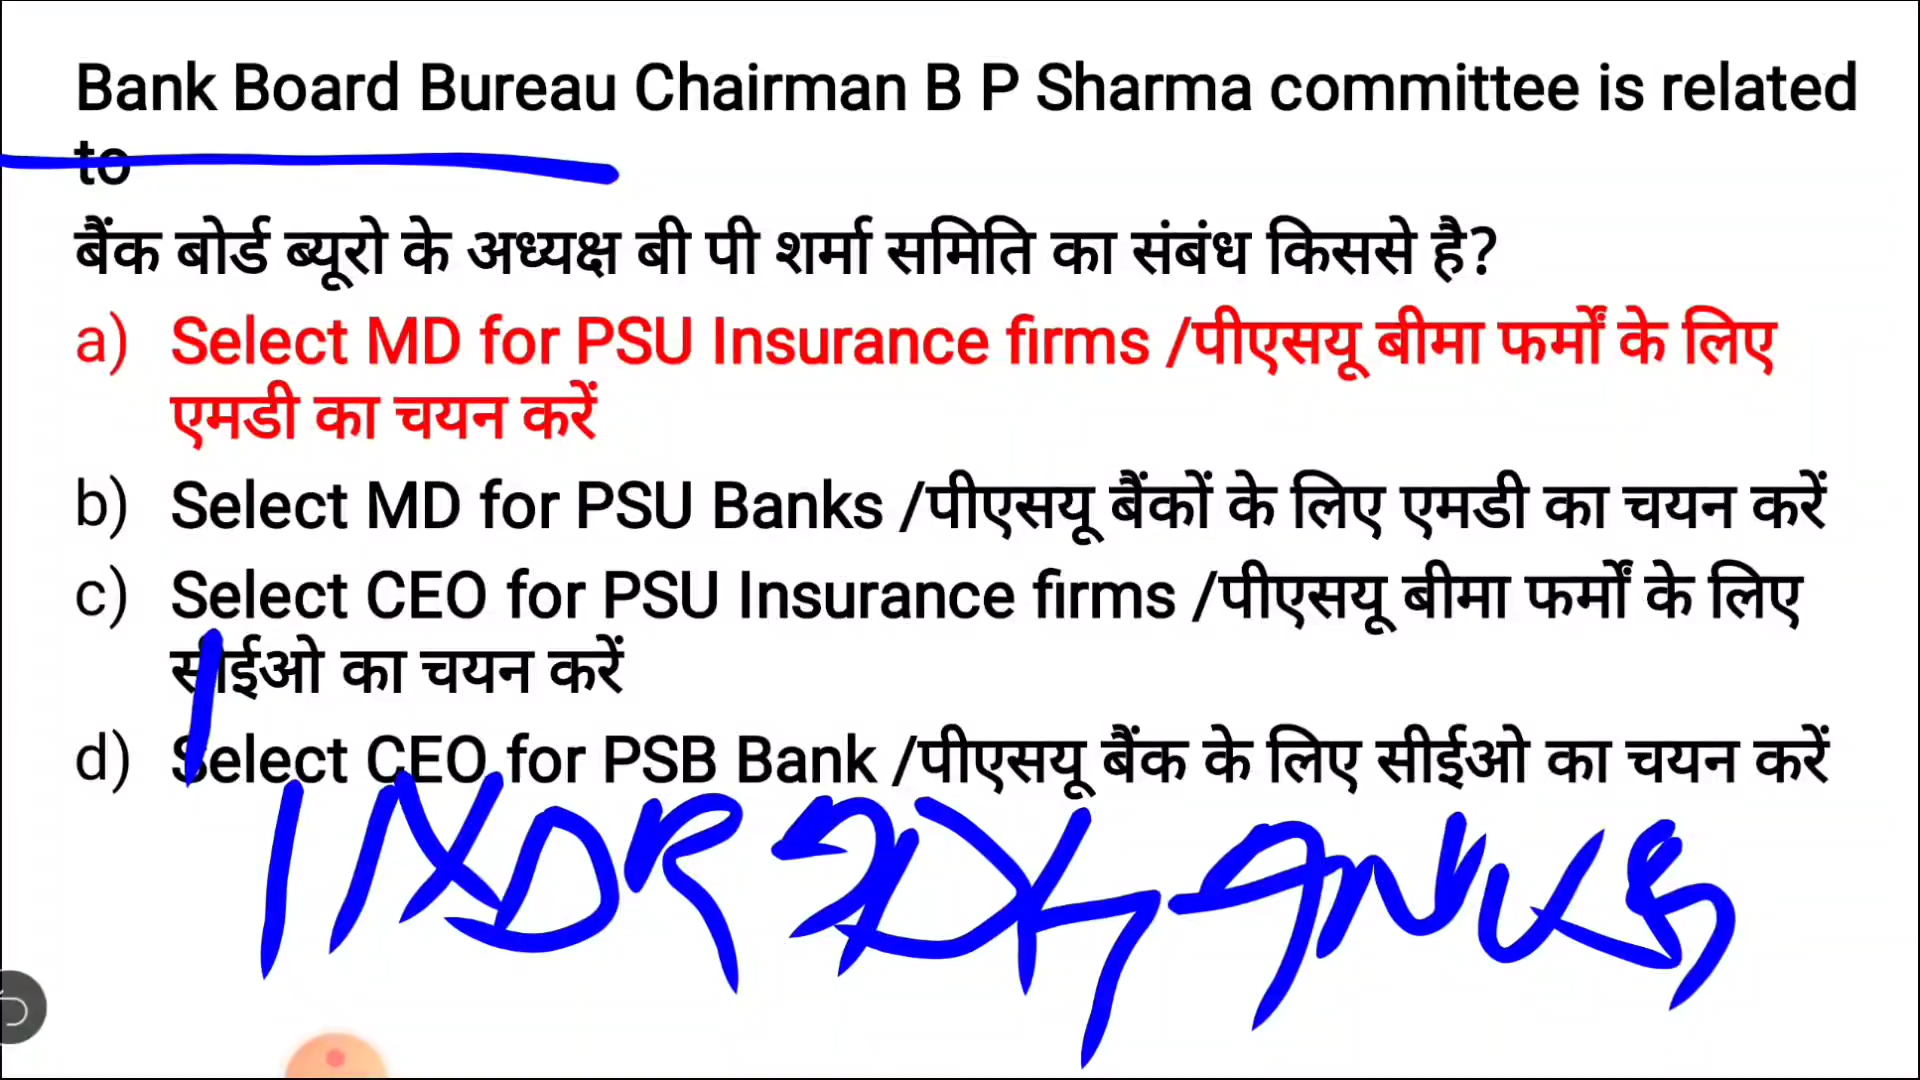 Bank Board Bureau Chairman B P Sharma committee is related
to
बैंक बोर्ड ब्यूरो के अध्यक्ष बी पी शर्मा समिति का संबंध किससे है?
a) Select MD for PSU Insurance firms /पीएसयू बीमा फर्मों के लिए
एमडी का चयन करें
b) Select MD for PSU Banks /पीएसयू बैंकों के लिए एमडी का चयन करें
c) Select CEO for PSU Insurance firms /पीएसयू बीमा फर्मों के लिए
सीईओ का चयन करें
d) Select CEO for PSB Bank /पीएसयू बैंक के लिए सीईओ का चयन करें
INDRADHANUSH